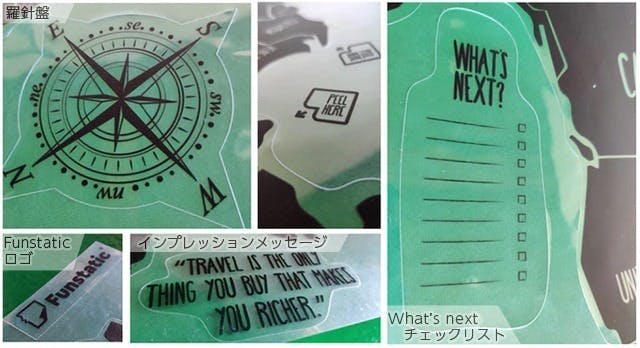 羅針盤
E
se.
S
ne.
sw.
N
nw.
W
PEEL
HERE
WHAT'S
NEXT?
Funstatic
ロゴ
Funstatic
インプレッションメッセージ
"TRAVEL IS THE ONLY
THING YOU BUY THAT MAKES
YOU RICHER."
What's next
チェックリスト
UN